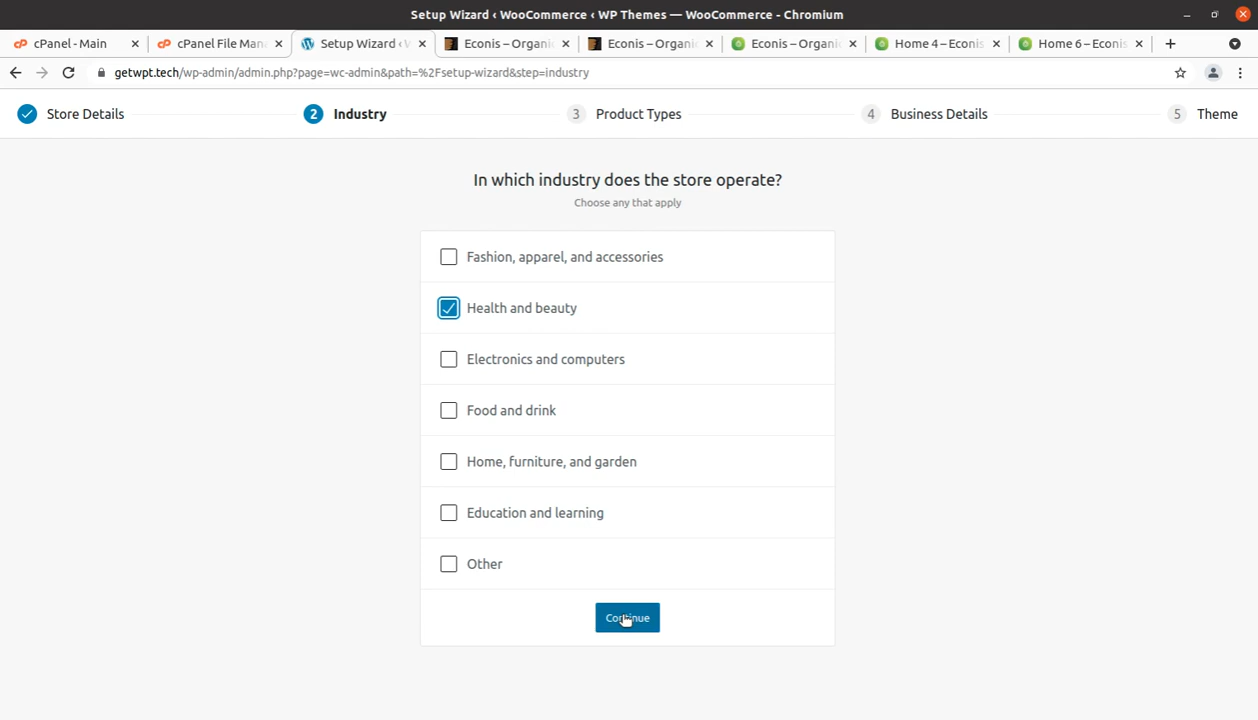 Setup Wizard ‹ WooCommerce ‹ WP Themes — WooCommerce - Chromium
cPanel - Main
cPanel File Man
Setup Wizard ‹ W
Econis – Organic
Econis – Organic
Econis – Organic
Home 4 – Econis
Home 6 – Econis
getwpt.tech/wp-admin/admin.php?page=wc-admin&path=%2Fsetup-wizard&step=industry
Store Details
2 Industry
3 Product Types
4 Business Details
5 Theme
In which industry does the store operate?
Choose any that apply
Fashion, apparel, and accessories
Health and beauty
Electronics and computers
Food and drink
Home, furniture, and garden
Education and learning
Other
Continue